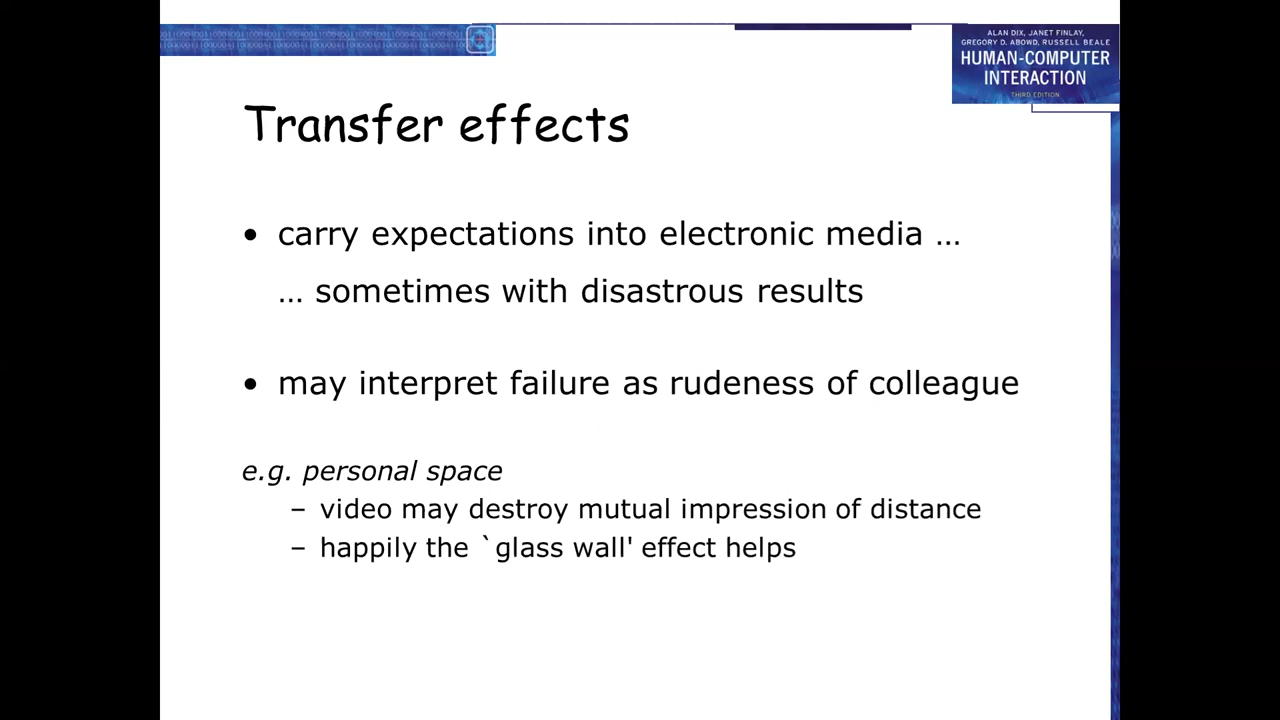 ALAN DIX, JANET FINLAY,
GREGORY D. ABOWD, RUSSELL BEALE
HUMAN-COMPUTER
INTERACTION
THIRD EDITION
Transfer effects
• carry expectations into electronic media …
… sometimes with disastrous results
• may interpret failure as rudeness of colleague
e.g. personal space
– video may destroy mutual impression of distance
– happily the `glass wall' effect helps